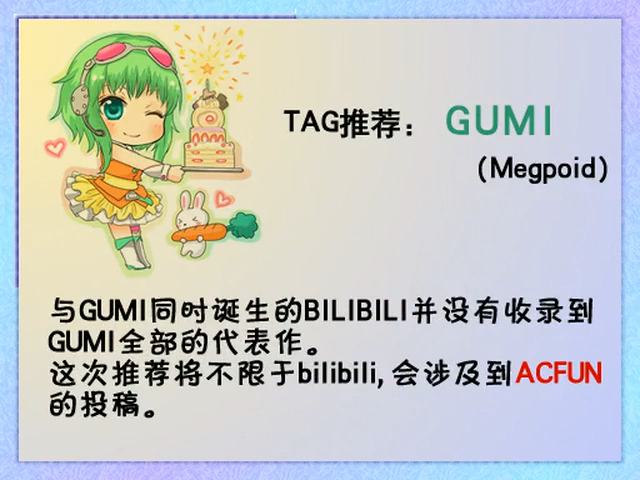 TAG推荐： GUMI
(Megpoid)
与GUMI同时诞生的BILIBILI并没有收录到
GUMI全部的代表作。
这次推荐将不限于bilibili,会涉及到ACFUN
的投稿。